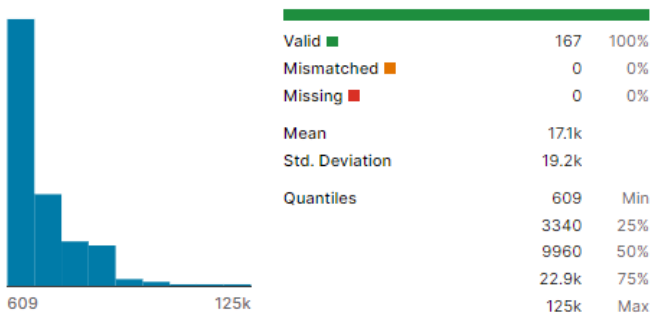 Valid 167 100%
Mismatched 0 0%
Missing 0 0%
Mean 17.1k
Std. Deviation 19.2k
Quantiles 609 Min
3340 25%
9960 50%
22.9k 75%
125k Max
609 125k